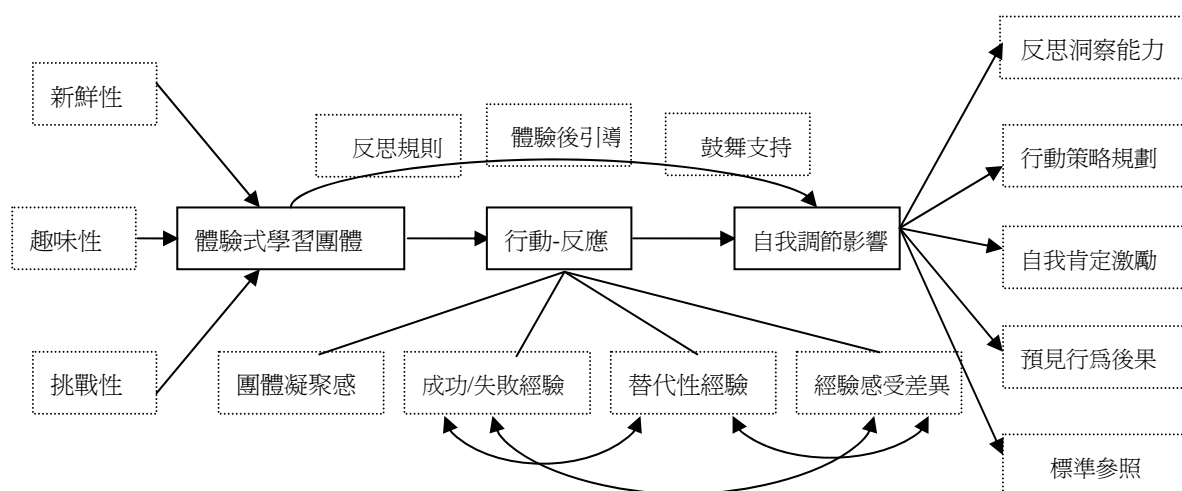 反思洞察能力
新鮮性
反思規則
體驗後引導
鼓舞支持
行動策略規劃
趣味性
體驗式學習團體
行動-反應
自我調節影響
自我肯定激勵
挑戰性
團體凝聚感
成功/失敗經驗
替代性經驗
經驗感受差異
預見行為後果
標準參照